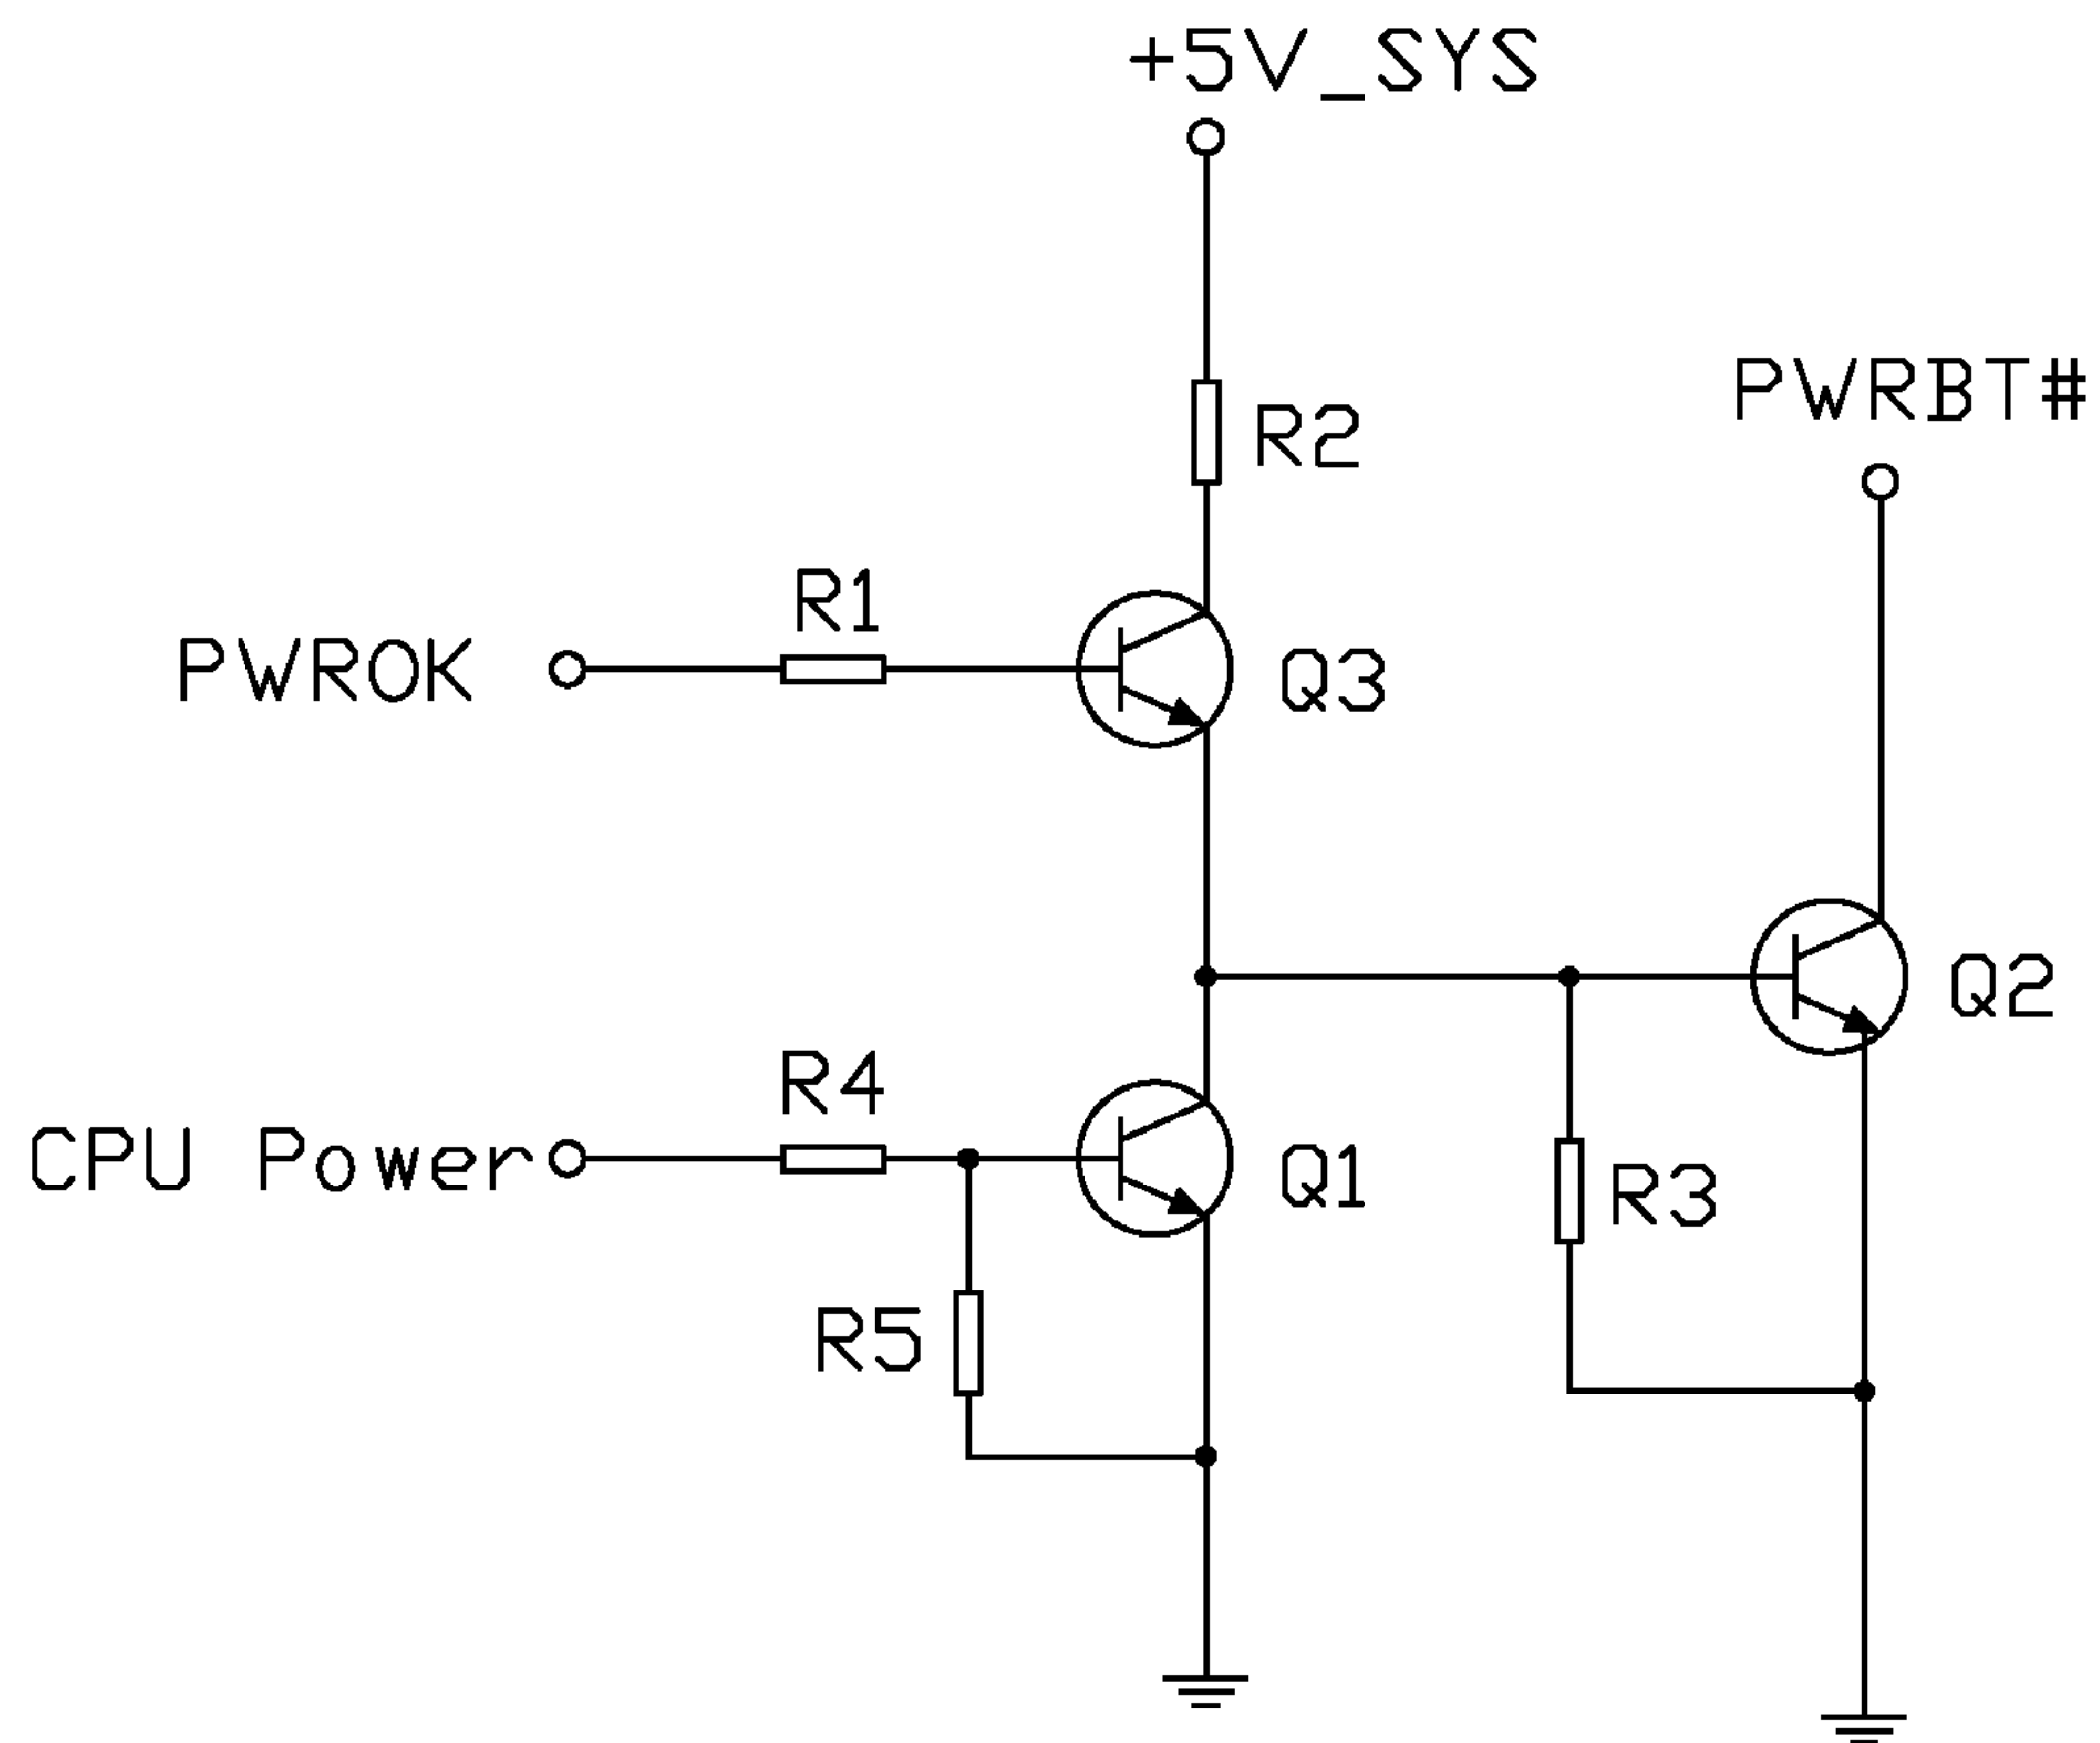 +5V_SYS
PWRBT#
R2
R1
PWROK
Q3
Q2
R4
CPU Power
Q1
R3
R5